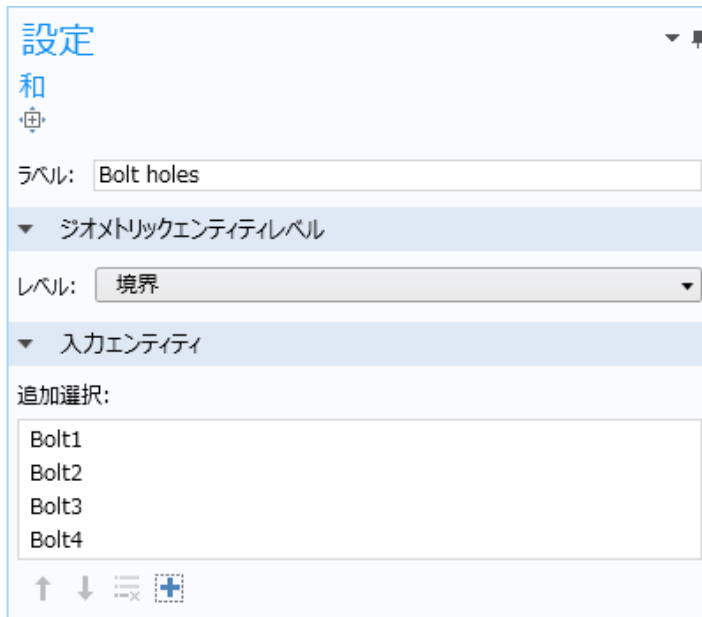 設定
和
ラベル: Bolt holes
ジオメトリックエンティティレベル
レベル: 境界
入力エンティティ
追加選択:
Bolt1
Bolt2
Bolt3
Bolt4